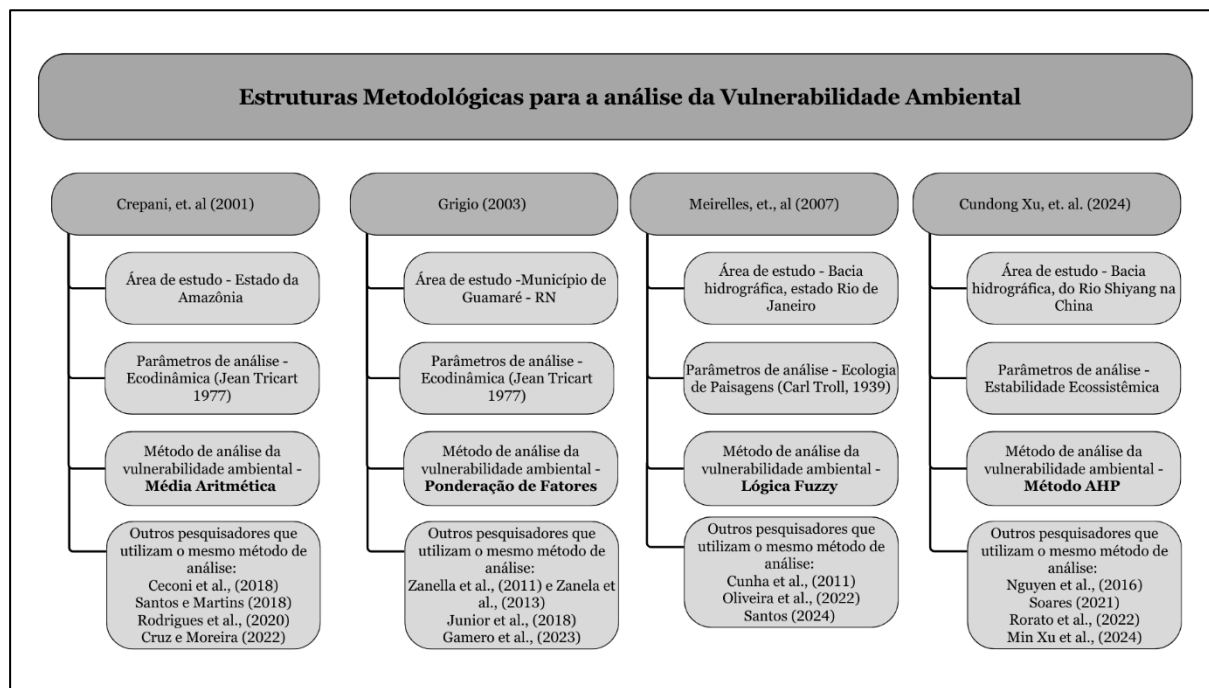 Estruturas Metodológicas para a análise da Vulnerabilidade Ambiental
Crepani, et. al (2001)
Área de estudo - Estado da
Amazônia
Parâmetros de análise -
Ecodinâmica (Jean Tricart
1977)
Método de análise da
vulnerabilidade ambiental -
Média Aritmética
Outros pesquisadores que
utilizam o mesmo método de
análise:
Ceconi et al., (2018)
Santos e Martins (2018)
Rodrigues et al., (2020)
Cruz e Moreira (2022)
Grigio (2003)
Área de estudo -Município de
Guamaré - RN
Parâmetros de análise -
Ecodinâmica (Jean Tricart
1977)
Método de análise da
vulnerabilidade ambiental -
Ponderação de Fatores
Outros pesquisadores que
utilizam o mesmo método de
análise:
Zanella et al., (2011) e Zanela et
al., (2013)
Junior et al., (2018)
Gamero et al., (2023)
Meirelles, et., al (2007)
Área de estudo - Bacia
hidrográfica, estado Rio de
Janeiro
Parâmetros de análise - Ecologia
de Paisagens (Carl Troll, 1939)
Método de análise da
vulnerabilidade ambiental -
Lógica Fuzzy
Outros pesquisadores que
utilizam o mesmo método de
análise:
Cunha et al., (2011)
Oliveira et al., (2022)
Santos (2024)
Cundong Xu, et. al. (2024)
Área de estudo - Bacia
hidrográfica, do Rio Shiyang na
China
Parâmetros de análise -
Estabilidade Ecossistêmica
Método de análise da
vulnerabilidade ambiental -
Método AHP
Outros pesquisadores que
utilizam o mesmo método de
análise:
Nguyen et al., (2016)
Soares (2021)
Rorato et al., (2022)
Min Xu et al., (2024)